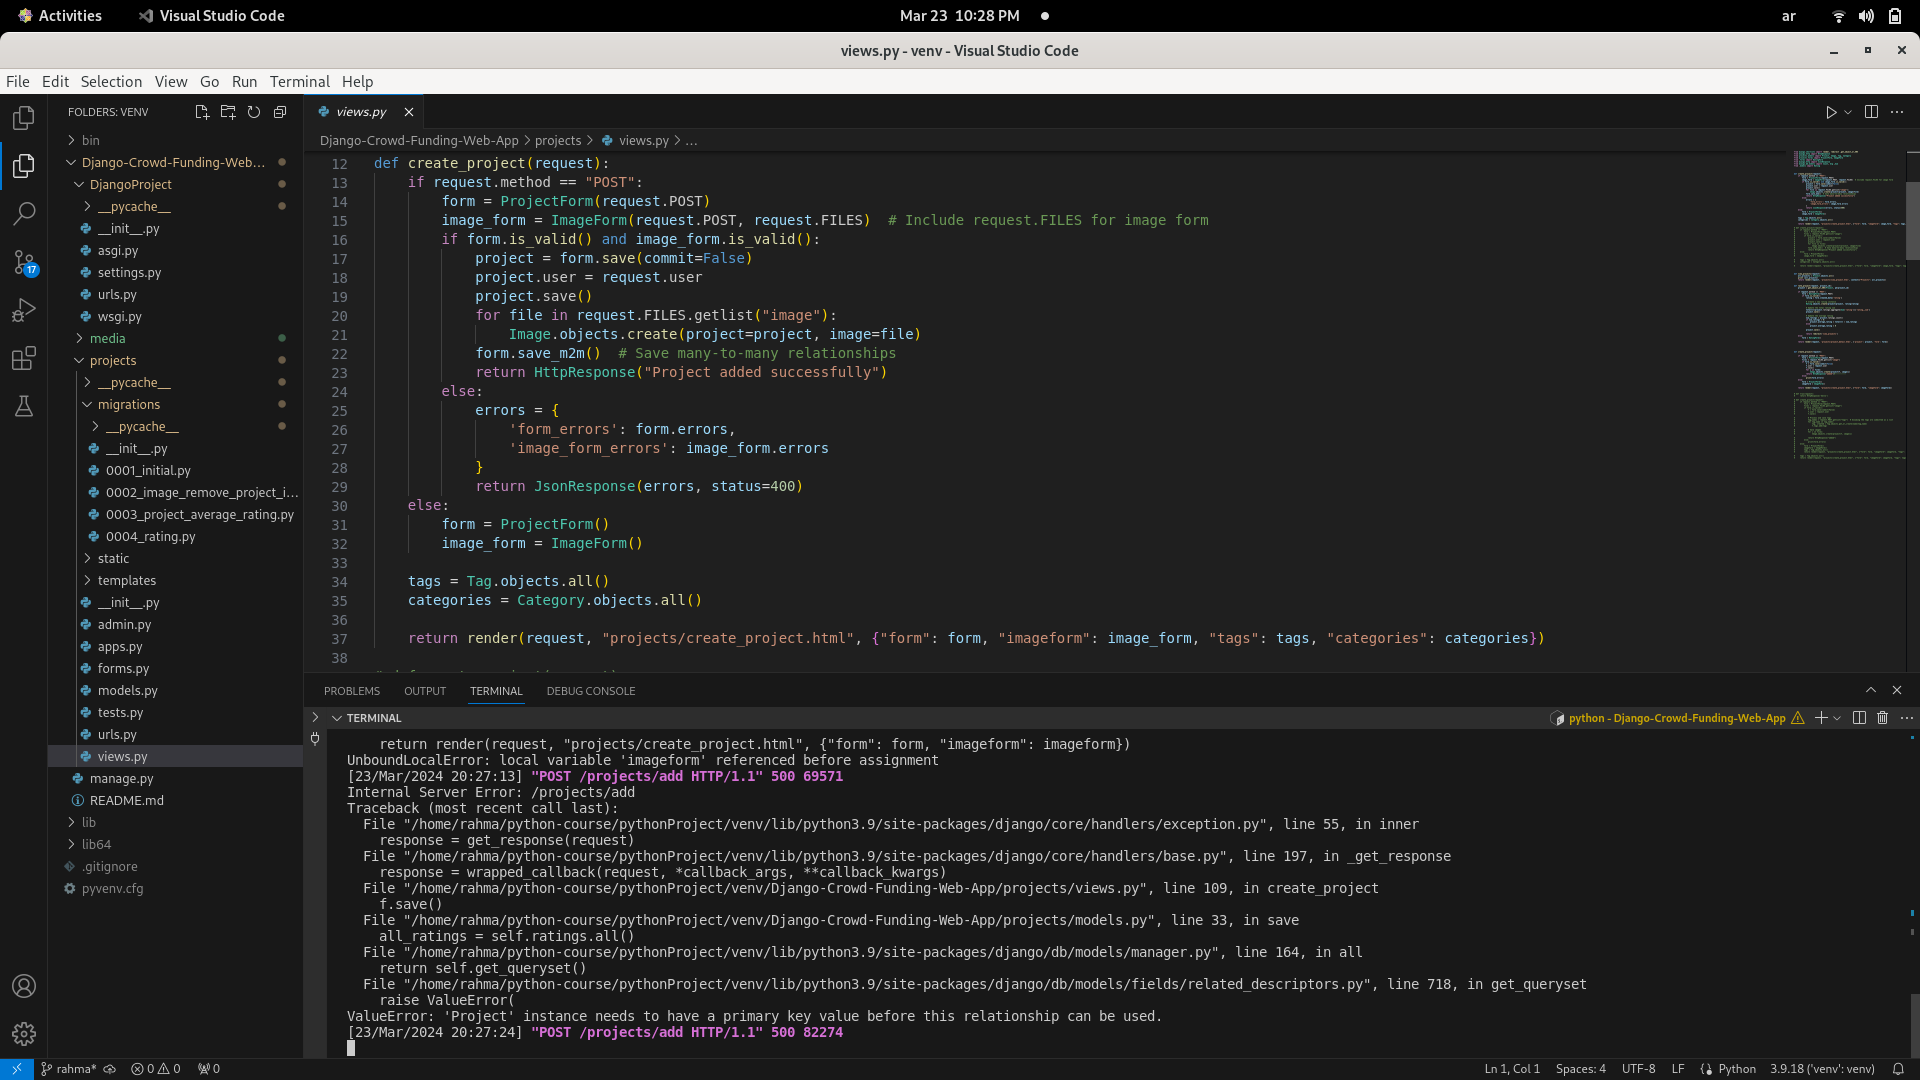 Activities
Visual Studio Code
Mar 23 10:28 PM
ar
views.py - venv - Visual Studio Code
File Edit Selection View Go Run Terminal Help
FOLDERS: VENV
bin
Django-Crowd-Funding-Web...
DjangoProject
__pycache__
__init__.py
asgi.py
settings.py
urls.py
wsgi.py
media
projects
__pycache__
migrations
__pycache__
__init__.py
0001_initial.py
0002_image_remove_project_i...
0003_project_average_rating.py
0004_rating.py
static
templates
__init__.py
admin.py
apps.py
forms.py
models.py
tests.py
urls.py
views.py
manage.py
README.md
lib
lib64
.gitignore
pyvenv.cfg
17
views.py
Django-Crowd-Funding-Web-App > projects > views.py > ...
12 def create_project(request):
13 if request.method == "POST":
14 form = ProjectForm(request.POST)
15 image_form = ImageForm(request.POST, request.FILES) # Include request.FILES for image form
16 if form.is_valid() and image_form.is_valid():
17 project = form.save(commit=False)
18 project.user = request.user
19 project.save()
20 for file in request.FILES.getlist("image"):
21 Image.objects.create(project=project, image=file)
22 form.save_m2m() # Save many-to-many relationships
23 return HttpResponse("Project added successfully")
24 else:
25 errors = {
26 'form_errors': form.errors,
27 'image_form_errors': image_form.errors
28 }
29 return JsonResponse(errors, status=400)
30 else:
31 form = ProjectForm()
32 image_form = ImageForm()
33
34 tags = Tag.objects.all()
35 categories = Category.objects.all()
36
37 return render(request, "projects/create_project.html", {"form": form, "imageform": image_form, "tags": tags, "categories": categories})
38
PROBLEMS OUTPUT TERMINAL DEBUG CONSOLE
TERMINAL
python - Django-Crowd-Funding-Web-App
return render(request, "projects/create_project.html", {"form": form, "imageform": imageform})
UnboundLocalError: local variable 'imageform' referenced before assignment
[23/Mar/2024 20:27:13] "POST /projects/add HTTP/1.1" 500 69571
Internal Server Error: /projects/add
Traceback (most recent call last):
File "/home/rahma/python-course/pythonProject/venv/lib/python3.9/site-packages/django/core/handlers/exception.py", line 55, in inner
response = get_response(request)
File "/home/rahma/python-course/pythonProject/venv/lib/python3.9/site-packages/django/core/handlers/base.py", line 197, in _get_response
response = wrapped_callback(request, *callback_args, **callback_kwargs)
File "/home/rahma/python-course/pythonProject/venv/Django-Crowd-Funding-Web-App/projects/views.py", line 109, in create_project
f.save()
File "/home/rahma/python-course/pythonProject/venv/Django-Crowd-Funding-Web-App/projects/models.py", line 33, in save
all_ratings = self.ratings.all()
File "/home/rahma/python-course/pythonProject/venv/lib/python3.9/site-packages/django/db/models/manager.py", line 164, in all
return self.get_queryset()
File "/home/rahma/python-course/pythonProject/venv/lib/python3.9/site-packages/django/db/models/fields/related_descriptors.py", line 718, in get_queryset
raise ValueError(
ValueError: 'Project' instance needs to have a primary key value before this relationship can be used.
[23/Mar/2024 20:27:24] "POST /projects/add HTTP/1.1" 500 82274
rahma* 0 0 0
Ln 1, Col 1 Spaces: 4 UTF-8 LF Python 3.9.18 ('venv': venv)